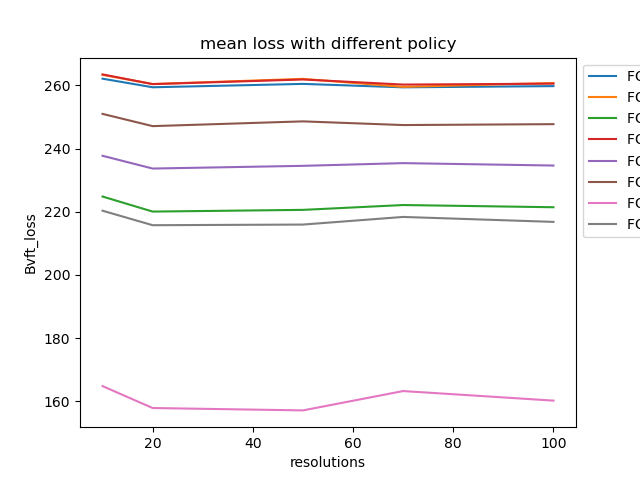 mean loss with different policy
260
240
220
200
180
160
Bvft_loss
20
40
60
80
100
resolutions
FC
FC
FC
FC
FC
FC
FC
FC